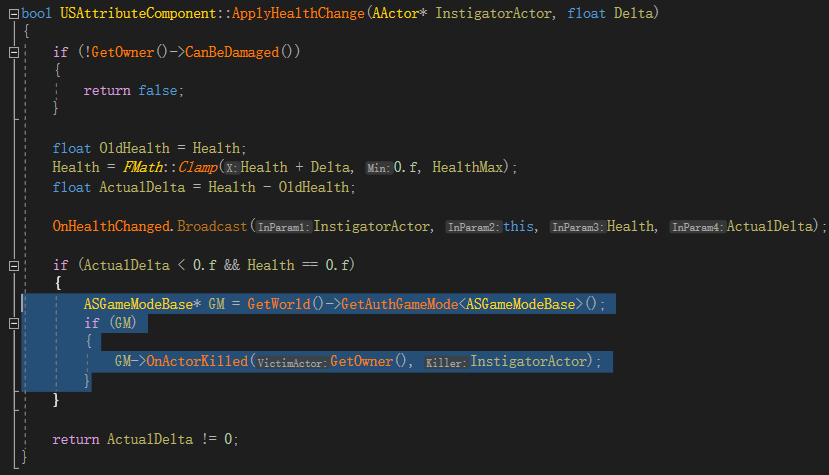 bool USAttributeComponent::ApplyHealthChange(AActor* InstigatorActor, float Delta)
{
if (!GetOwner()->CanBeDamaged())
{
return false;
}
float OldHealth = Health;
Health = FMath::Clamp(X:Health + Delta, Min:0.f, HealthMax);
float ActualDelta = Health - OldHealth;
OnHealthChanged.Broadcast(InParam1:InstigatorActor, InParam2:this, InParam3:Health, InParam4:ActualDelta);
if (ActualDelta < 0.f && Health == 0.f)
{
ASGameModeBase* GM = GetWorld()->GetAuthGameMode<ASGameModeBase>();
if (GM)
{
GM->OnActorKilled(VictimActor:GetOwner(), Killer:InstigatorActor);
}
}
return ActualDelta != 0;
}